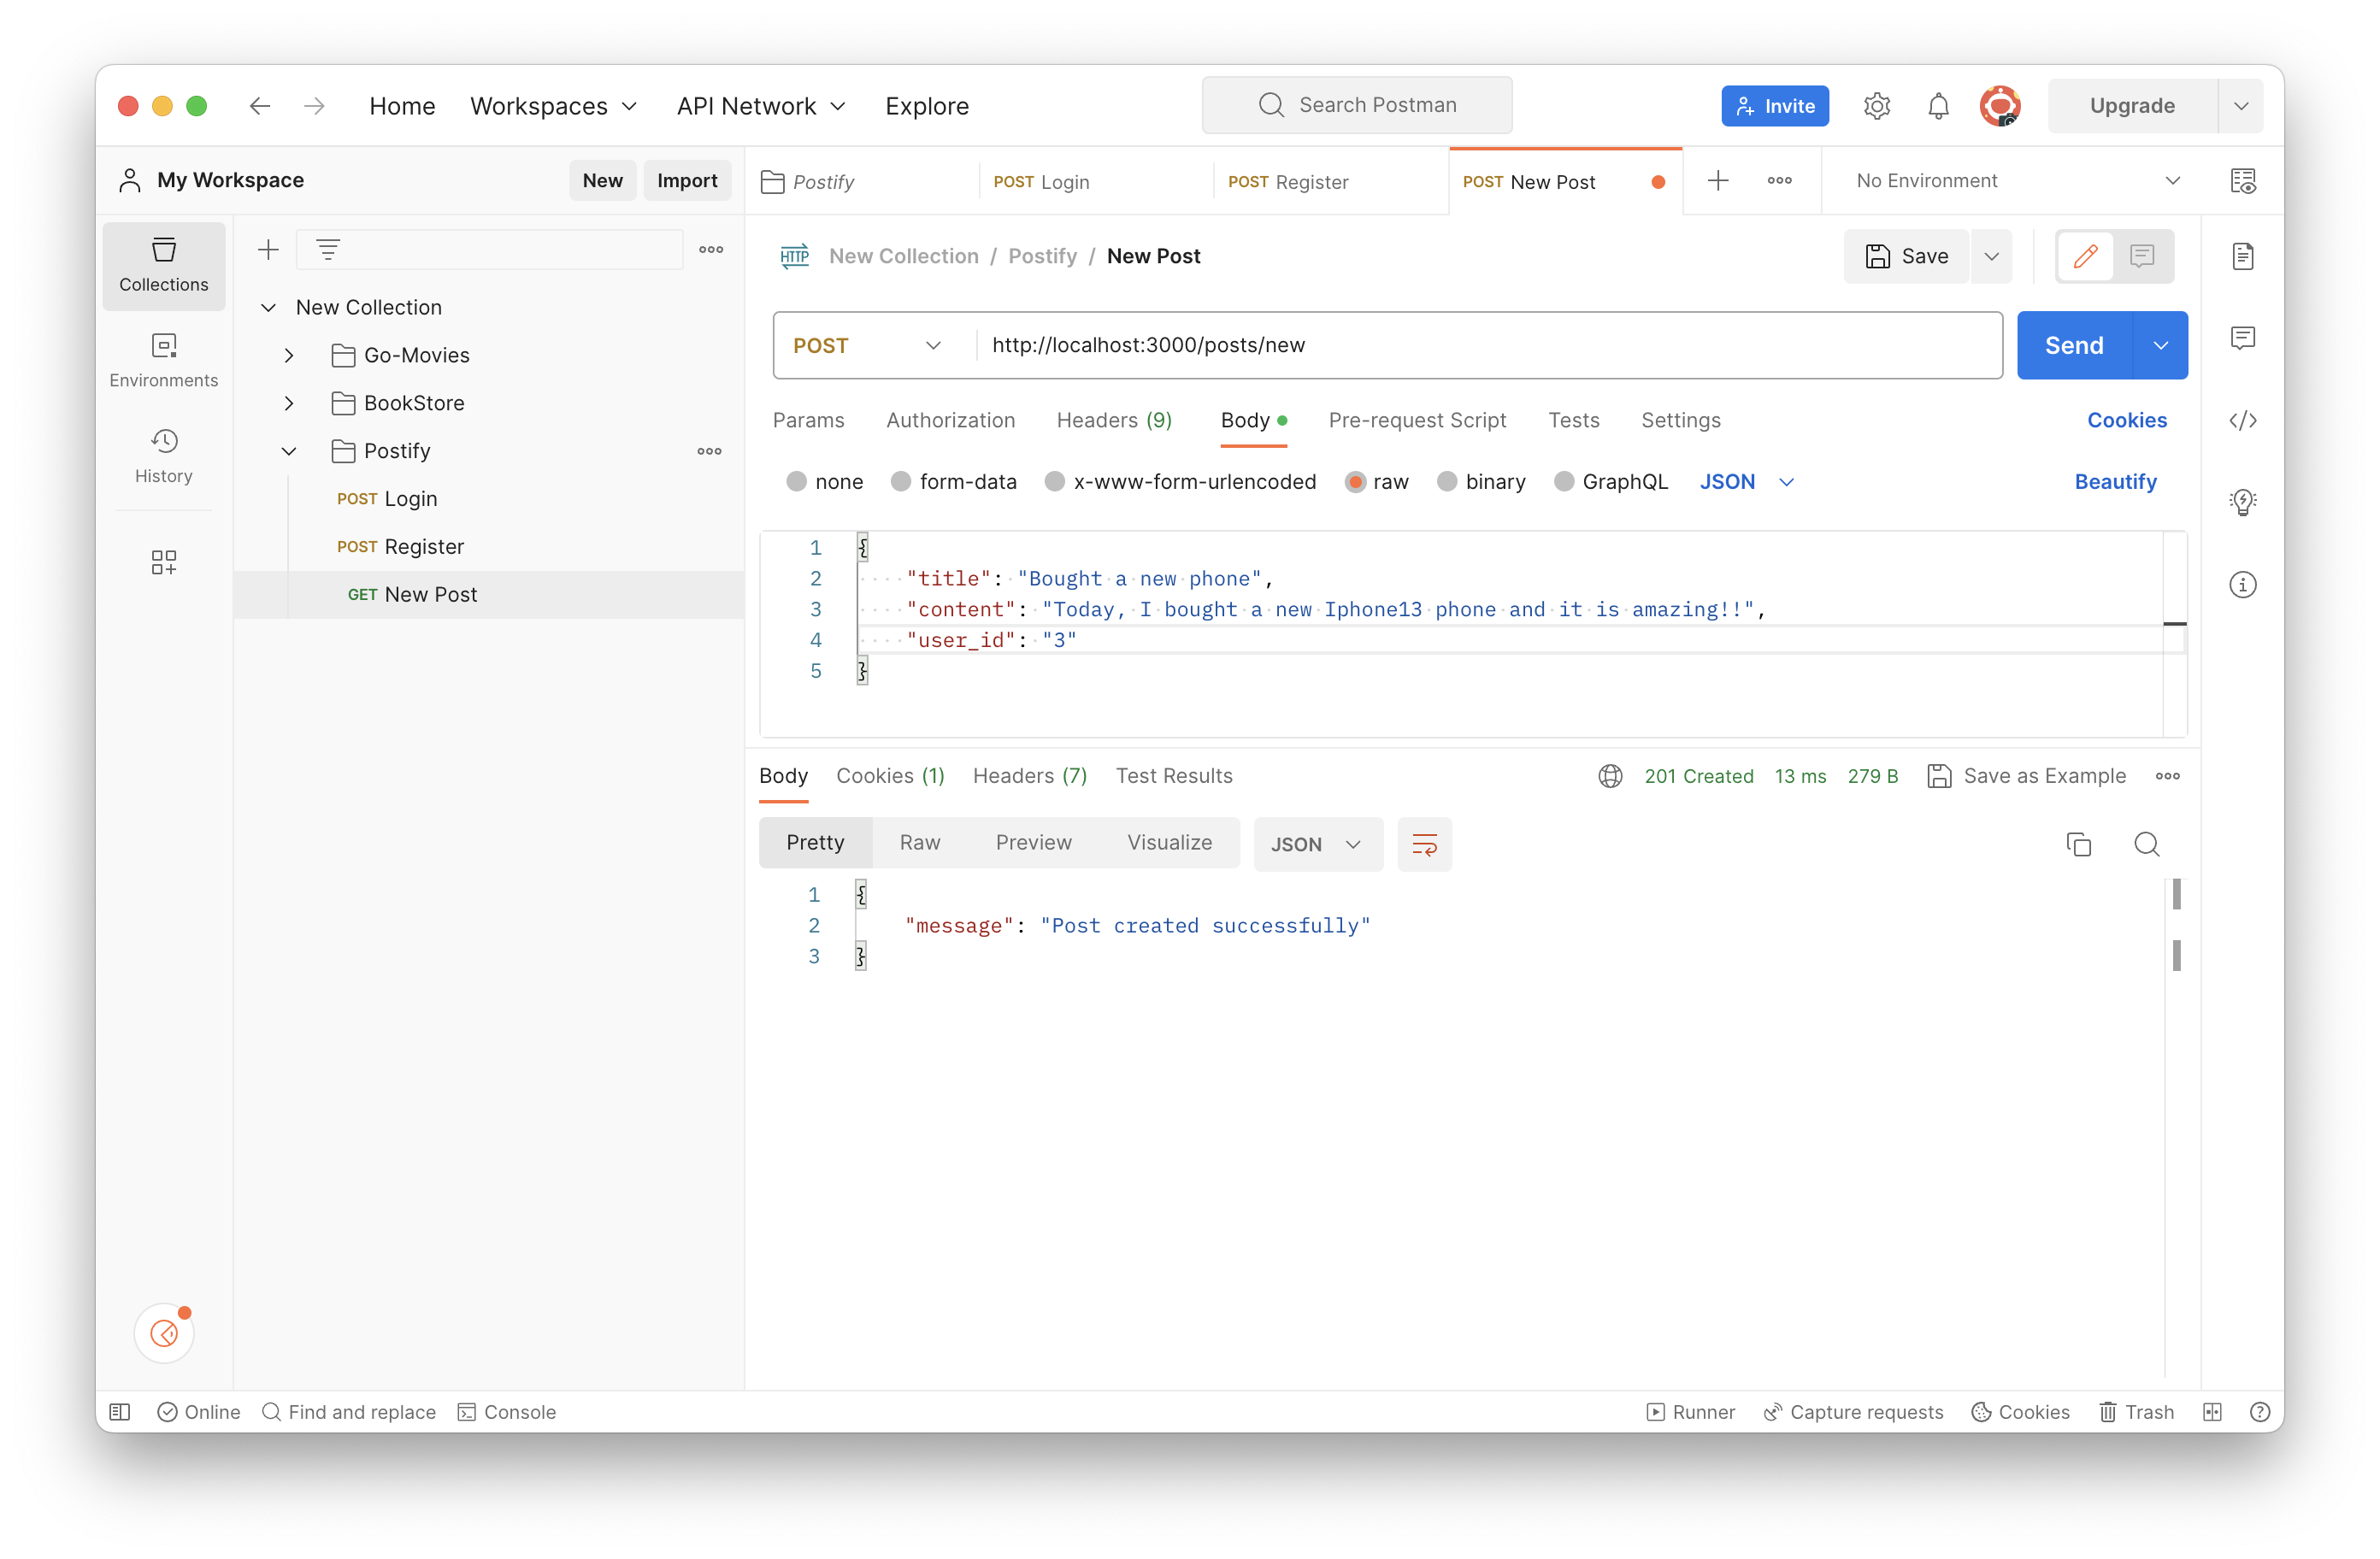 Home Workspaces API Network Explore Search Postman Invite Upgrade
My Workspace New Import
Postify POST Login POST Register POST New Post No Environment
Collections
Environments
History
New Collection
Go-Movies
BookStore
Postify
POST Login
POST Register
GET New Post
HTTP New Collection / Postify / New Post Save
POST http://localhost:3000/posts/new Send
Params Authorization Headers (9) Body Pre-request Script Tests Settings Cookies
none form-data x-www-form-urlencoded raw binary GraphQL JSON Beautify
1 {
2 "title": "Bought a new phone",
3 "content": "Today, I bought a new Iphone13 phone and it is amazing!!",
4 "user_id": "3"
5 }
Body Cookies (1) Headers (7) Test Results 201 Created 13 ms 279 B Save as Example
Pretty Raw Preview Visualize JSON
1 {
2 "message": "Post created successfully"
3 }
Online Find and replace Console Runner Capture requests Cookies Trash